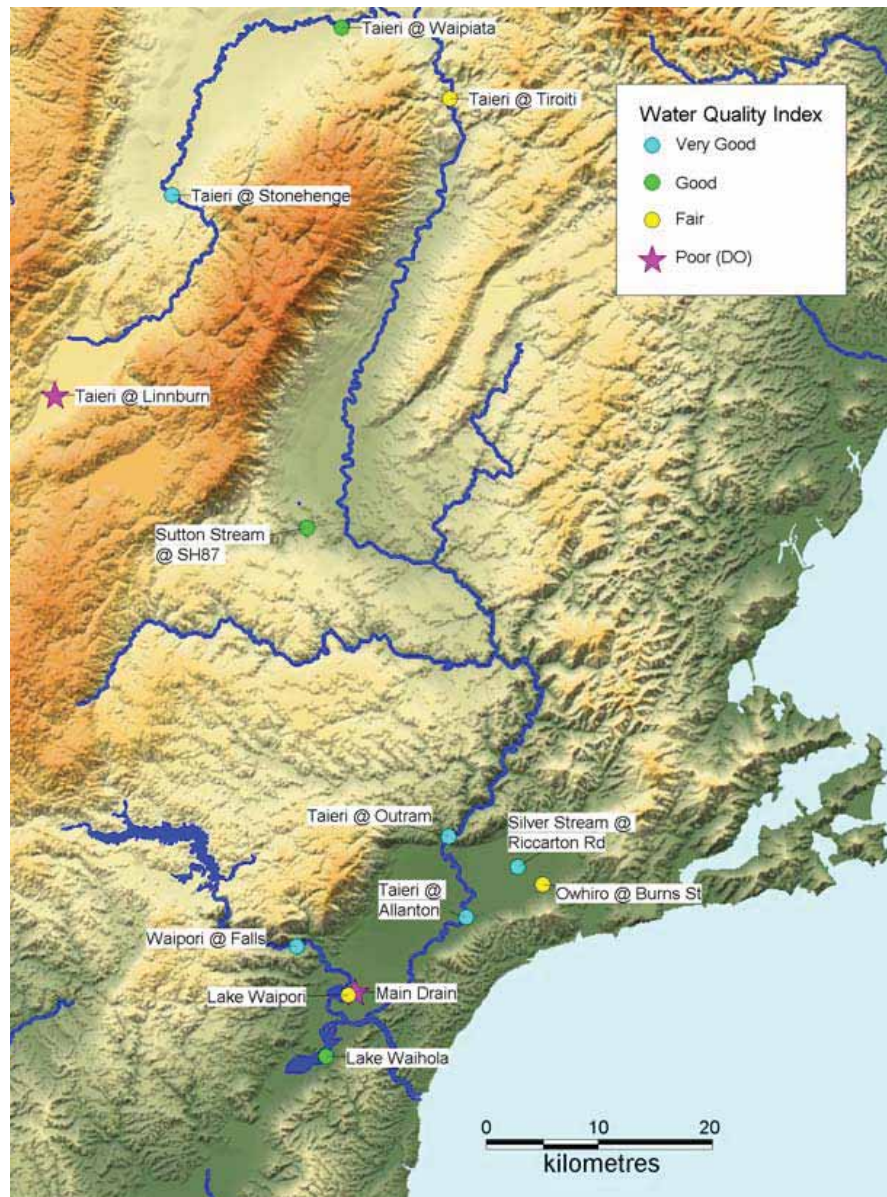 Taieri @ Waipiata
Taieri @ Tiroiti
Water Quality Index
Very Good
Good
Fair
Poor (DO)
Taieri @ Stonehenge
Taieri @ Linnburn
Sutton Stream
@ SH87
Taieri @ Outram
Silver Stream @
Riccarton Rd
Taieri @
Allanton
Owhiro @ Burns St
Waipori @ Falls
Lake Waipori
Main Drain
Lake Waihola
0 10 20
kilometres